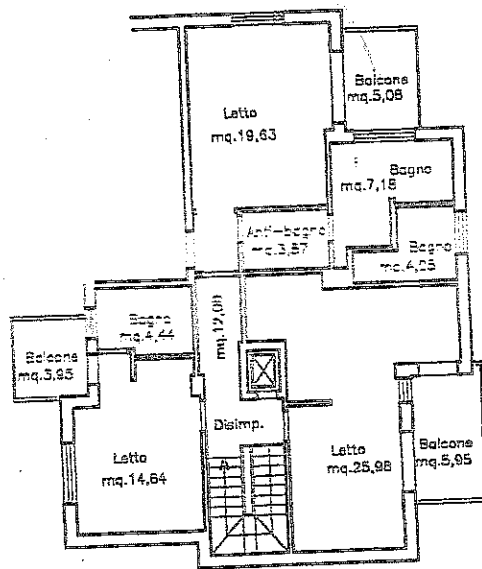 Balcone
mq.5,08
Letto
mq.19,63
Bagno
mq.7,18
Anti-bagno
mq.3,87
Bagno
mq.4,25
mq.12,00
Bagno
mq.4,44
Balcone
mq.3,95
Disimp.
Letto
mq.14,64
Letto
mq.25,98
Balcone
mq.5,95